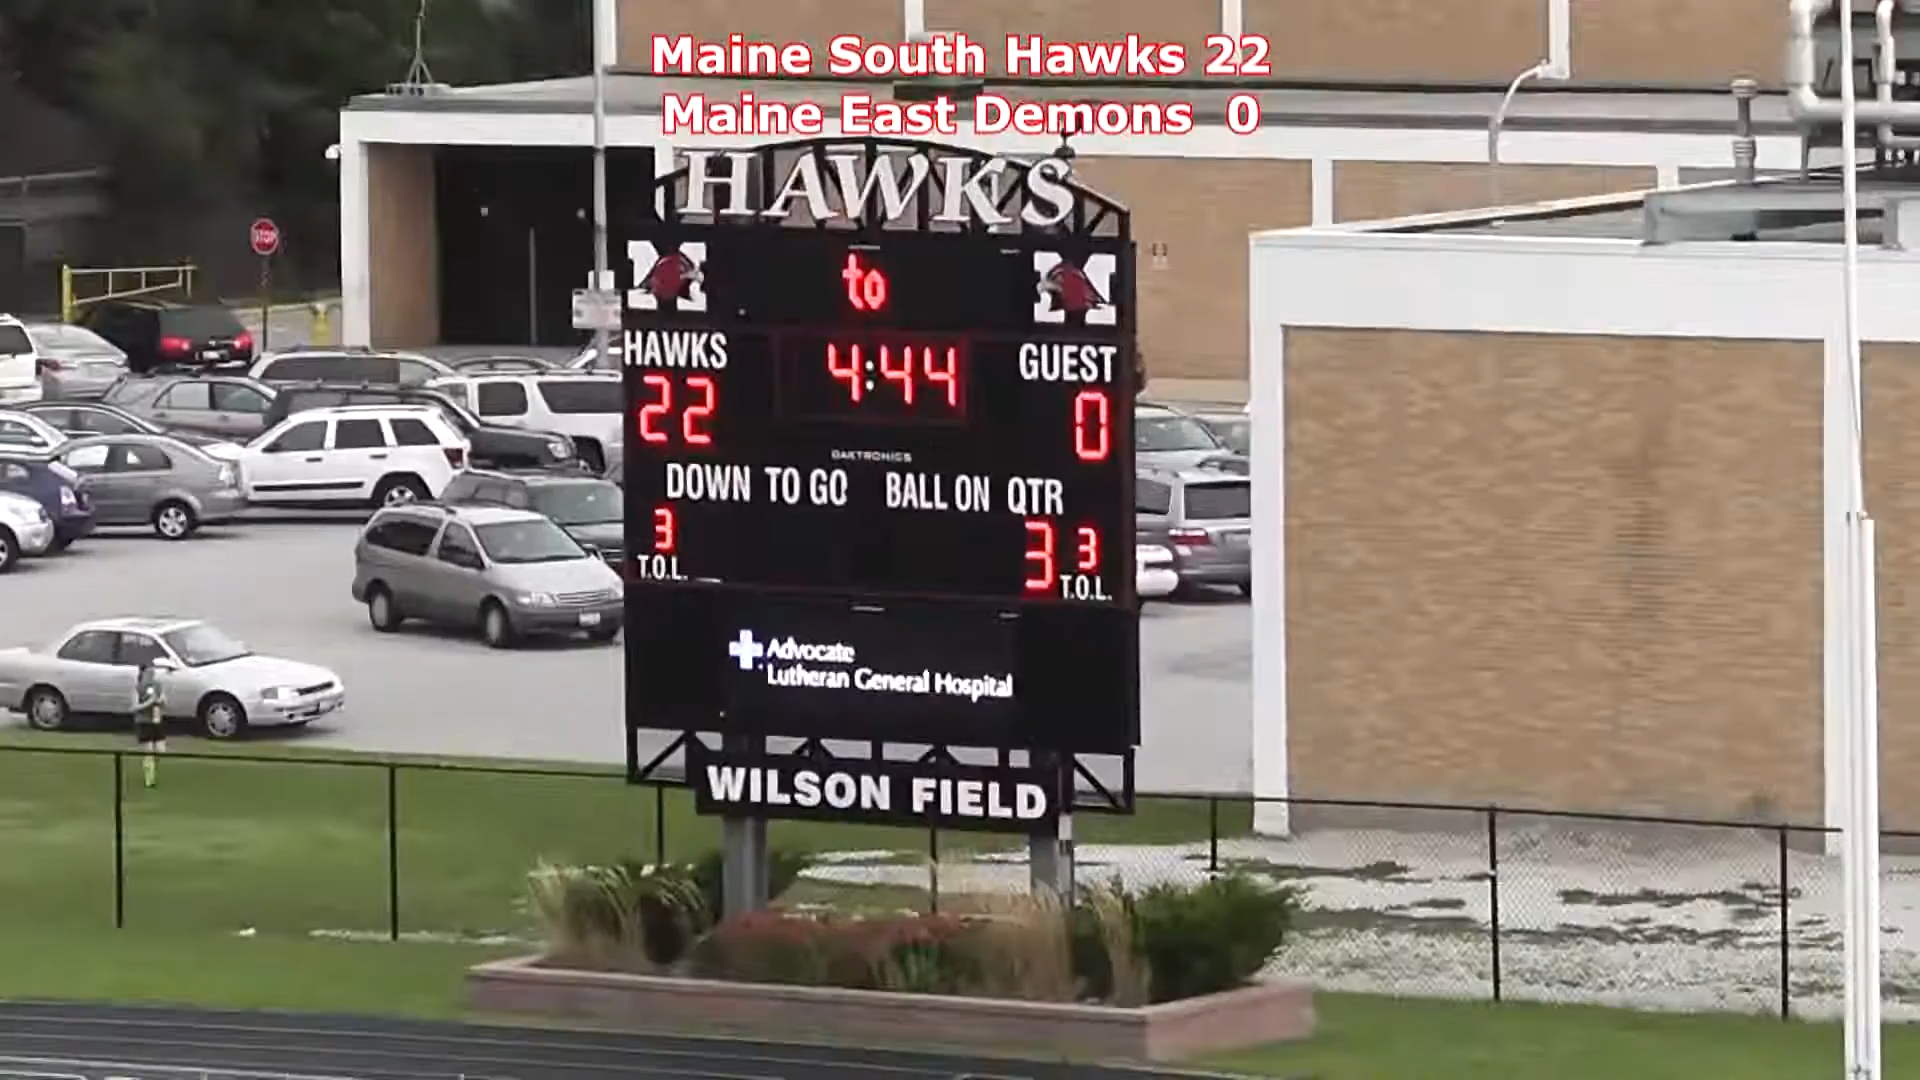 Maine South Hawks 22
Maine East Demons 0
HAWKS
STOP
M M
to
HAWKS 4:44 GUEST
22 0
DAKTRONICS
DOWN TO GO BALL ON QTR
3 3 3
T.O.L. T.O.L.
Advocate
Lutheran General Hospital
WILSON FIELD